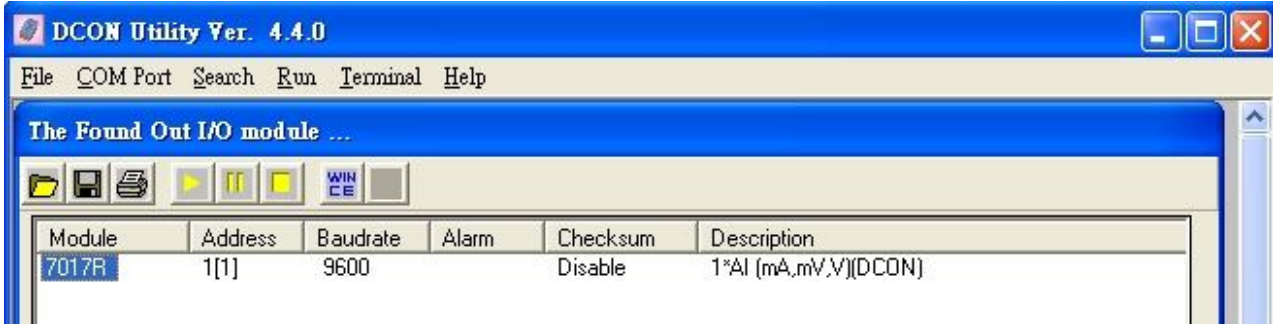 DCON Utility Ver. 4.4.0
File COM Port Search Run Terminal Help
The Found Out I/O module ...
WIN CE
Module Address Baudrate Alarm Checksum Description
7017R 1[1] 9600 Disable 1*AI (mA,mV,V)(DCON)